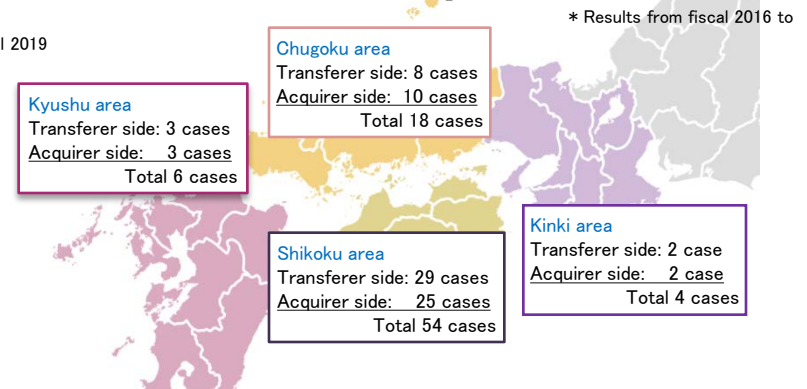 * Results from fiscal 2016 to
l 2019
Chugoku area
Transferer side: 8 cases
Acquirer side: 10 cases
Total 18 cases
Kyushu area
Transferer side: 3 cases
Acquirer side: 3 cases
Total 6 cases
Kinki area
Transferer side: 2 case
Acquirer side: 2 case
Total 4 cases
Shikoku area
Transferer side: 29 cases
Acquirer side: 25 cases
Total 54 cases